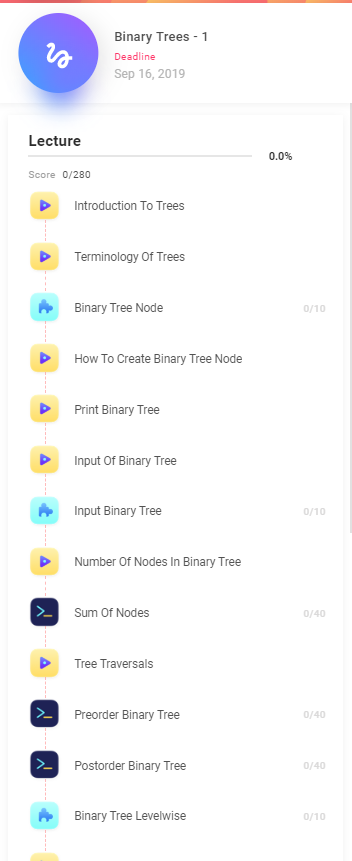 Binary Trees - 1
Deadline
Sep 16, 2019
Lecture
0.0%
Score 0/280
Introduction To Trees
Terminology Of Trees
Binary Tree Node 0/10
How To Create Binary Tree Node
Print Binary Tree
Input Of Binary Tree
Input Binary Tree 0/10
Number Of Nodes In Binary Tree
Sum Of Nodes 0/40
Tree Traversals
Preorder Binary Tree 0/40
Postorder Binary Tree 0/40
Binary Tree Levelwise 0/10